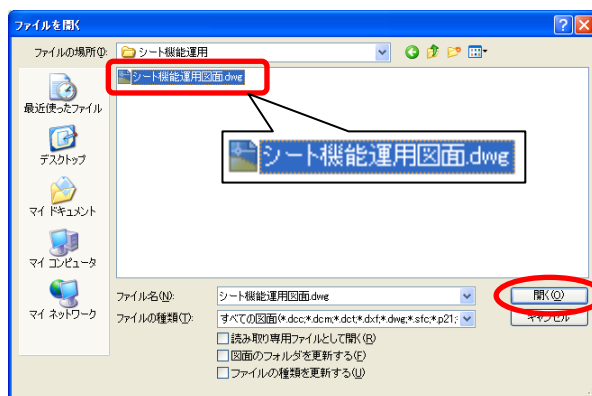 ファイルを開く
ファイルの場所(I):
シート機能運用
シート機能運用図面.dwg
シート機能運用図面.dwg
最近使ったファイル
デスクトップ
マイ ドキュメント
マイ コンピュータ
マイ ネットワーク
ファイル名(N):
シート機能運用図面.dwg
開く(O)
ファイルの種類(T):
すべての図面(*.dcc;*.dcm;*.dct;*.dxf;*.dwg;*.sfc;*.p21;
キャンセル
読み取り専用ファイルとして開く(R)
図面のフォルダを更新する(F)
ファイルの種類を更新する(U)